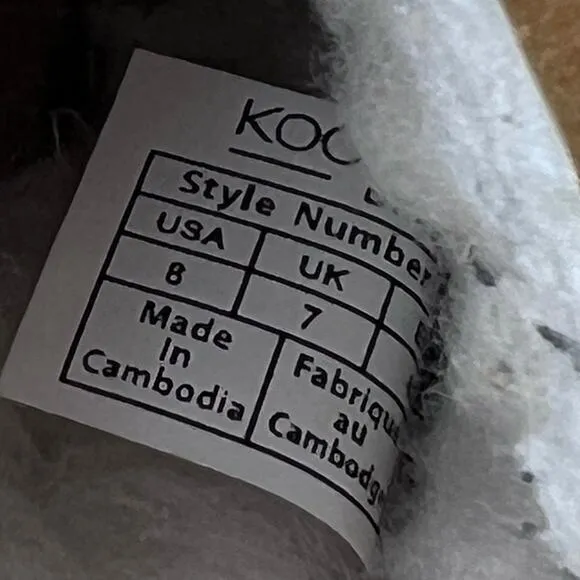 KOO
Style Number
USA UK
8 7
Made
In
Cambodia
Fabriqu
au
Cambodg